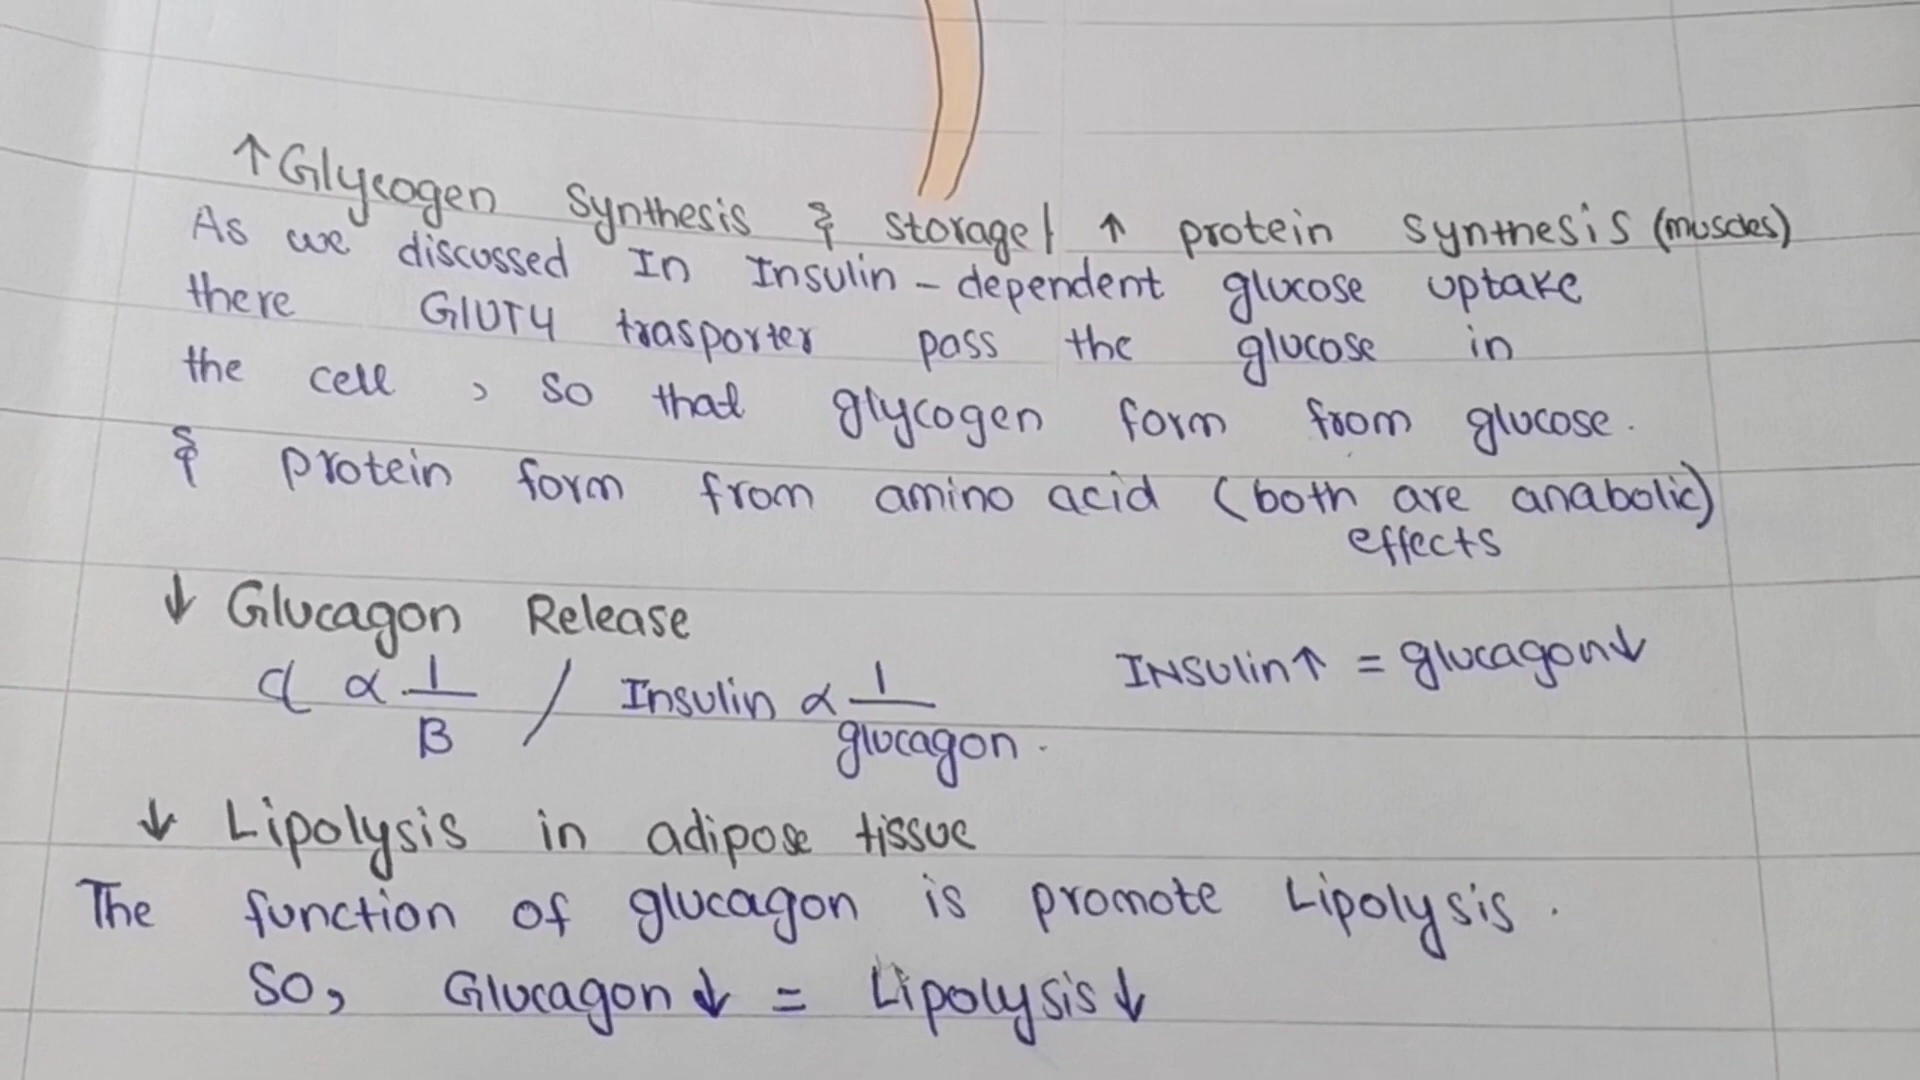 ↑ Glycogen Synthesis & storage | ↑ protein synthesis (muscles)
As we discussed In Insulin-dependent glucose uptake
there GlUT4 trasporter pass the glucose in
the cell, so that glycogen form from glucose.
& protein form from amino acid (both are anabolic)
effects
↓ Glucagon Release
α ∝ 1/B / Insulin ∝ 1/glucagon. INSulin↑ = glucagon↓
↓ Lipolysis in adipose tissue
The function of glucagon is promote Lipolysis.
So, Glucagon↓ = Lipolysis↓